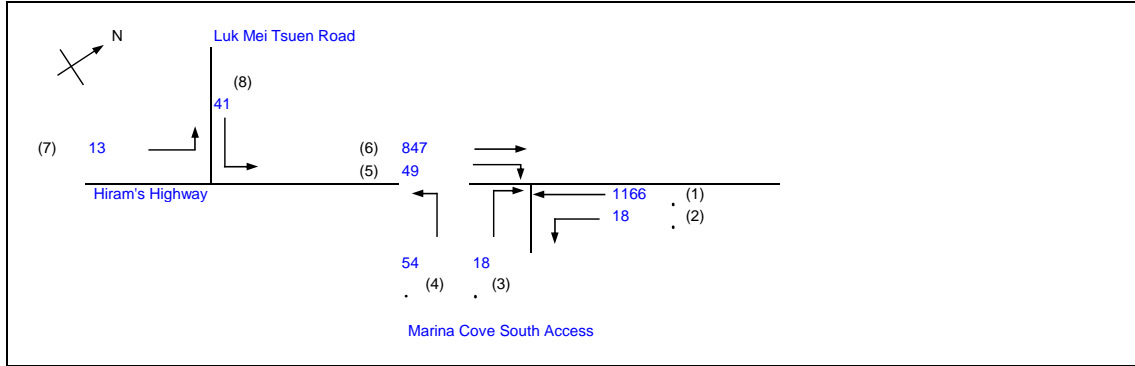 N
Luk Mei Tsuen Road
(8)
41
(7) 13
(6) 847
(5) 49
Hiram's Highway
1166 (1)
18 (2)
54 18
(4) (3)
Marina Cove South Access